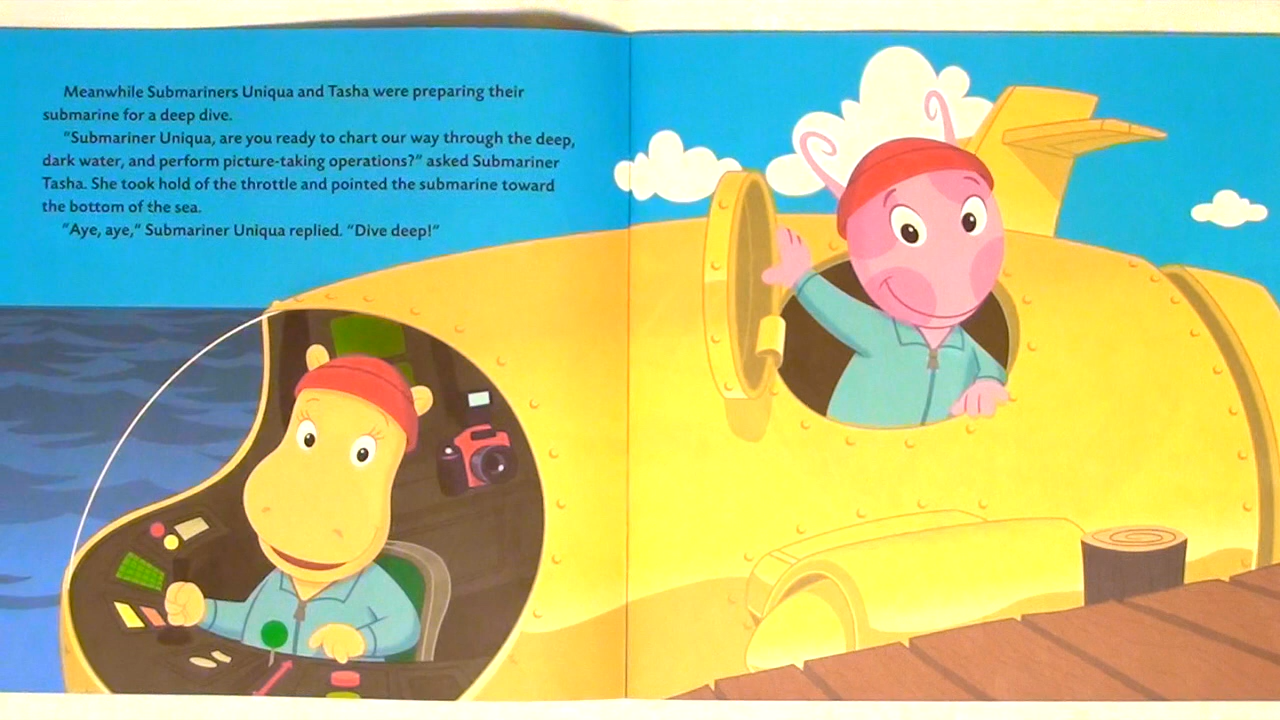 Meanwhile Submariners Uniqua and Tasha were preparing their
submarine for a deep dive.
"Submariner Uniqua, are you ready to chart our way through the deep,
dark water, and perform picture-taking operations?" asked Submariner
Tasha. She took hold of the throttle and pointed the submarine toward
the bottom of the sea.
"Aye, aye," Submariner Uniqua replied. "Dive deep!"